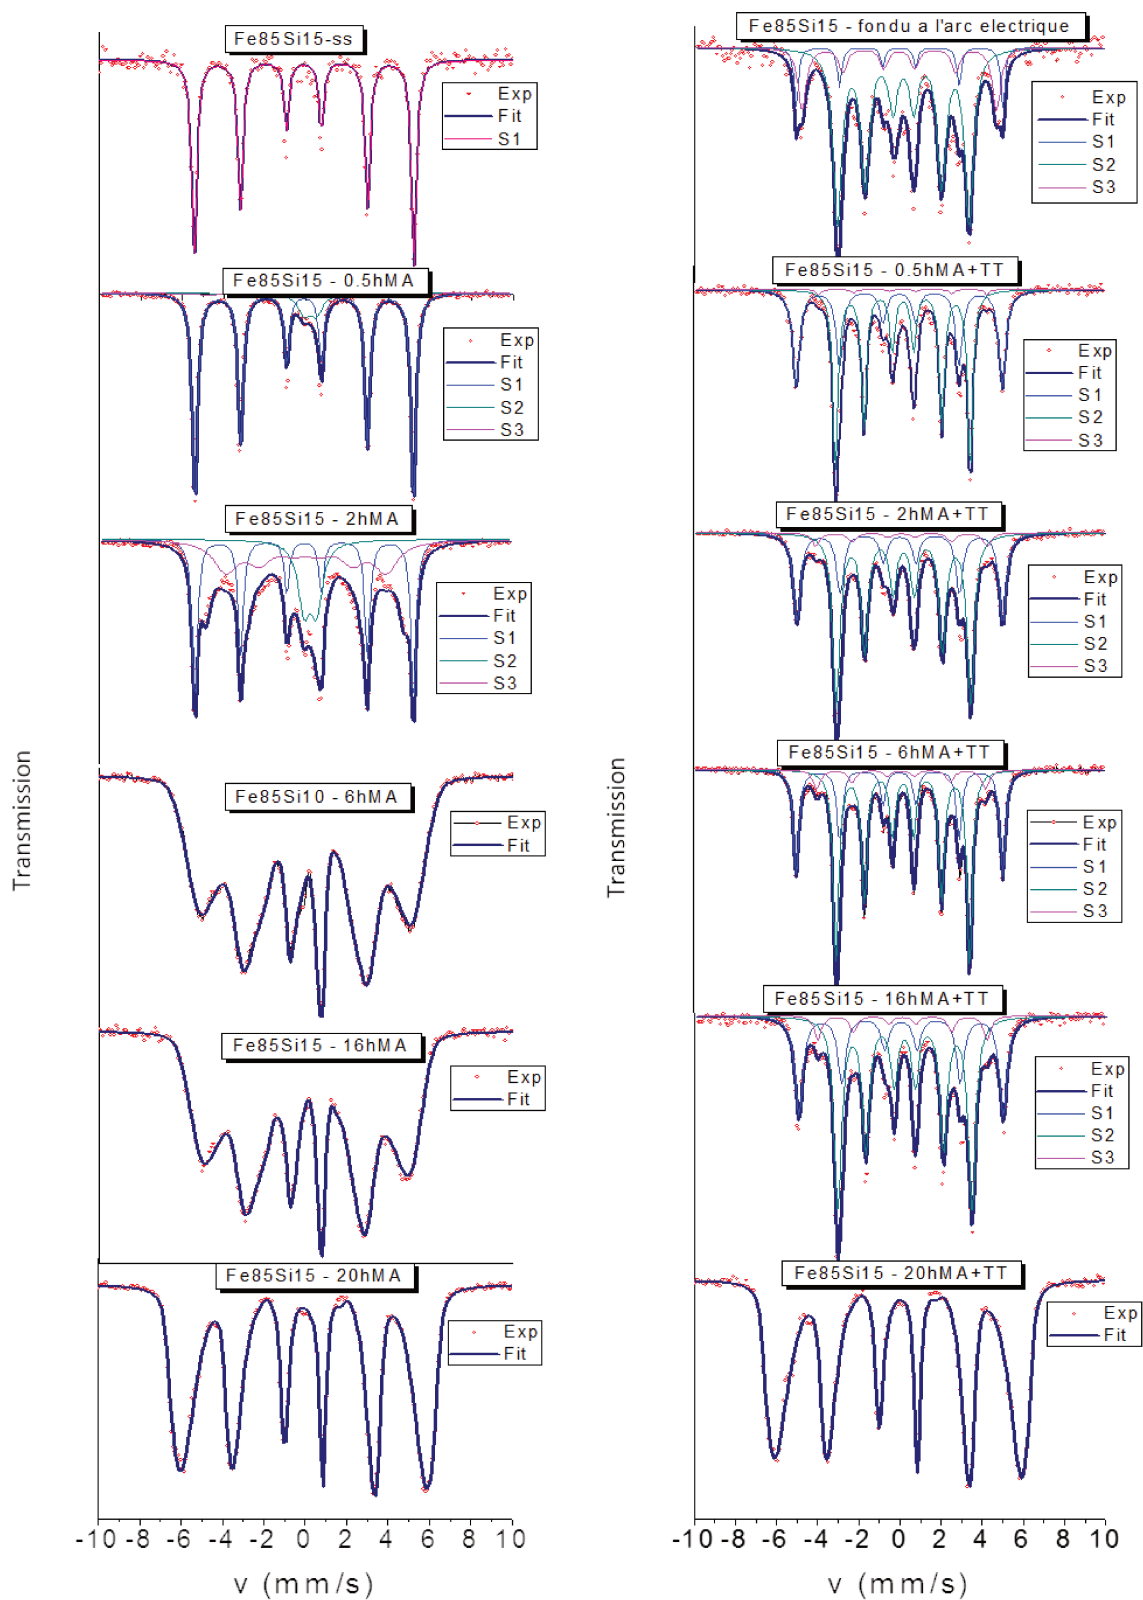 Fe85Si15-ss
Exp
Fit
S1
Fe85Si15 - 0.5hMA
Exp
Fit
S1
S2
S3
Fe85Si15 - 2hMA
Exp
Fit
S1
S2
S3
Fe85Si10 - 6hMA
Exp
Fit
Fe85Si15 - 16hMA
Exp
Fit
Fe85Si15 - 20hMA
Exp
Fit
Transmission
-10 -8 -6 -4 -2 0 2 4 6 8 10
v (mm/s)
Fe85Si15 - fondu a l'arc electrique
Exp
Fit
S1
S2
S3
Fe85Si15 - 0.5hMA+TT
Exp
Fit
S1
S2
S3
Fe85Si15 - 2hMA+TT
Exp
Fit
S1
S2
S3
Fe85Si15 - 6hMA+TT
Exp
Fit
S1
S2
S3
Fe85Si15 - 16hMA+TT
Exp
Fit
S1
S2
S3
Fe85Si15 - 20hMA+TT
Exp
Fit
Transmission
-10 -8 -6 -4 -2 0 2 4 6 8 10
v (mm/s)